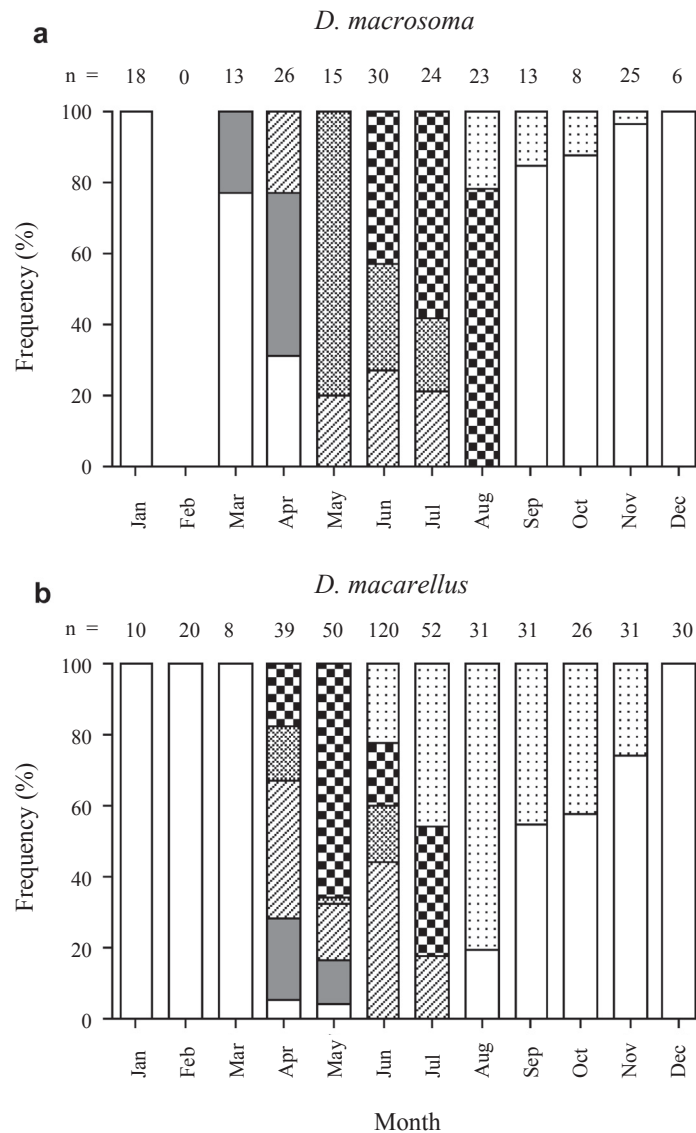 a
D. macrosoma
n = 18 0 13 26 15 30 24 23 13 8 25 6
100
80
60
40
20
0
Frequency (%)
Jan Feb Mar Apr May Jun Jul Aug Sep Oct Nov Dec
b
D. macarellus
n = 10 20 8 39 50 120 52 31 31 26 31 30
100
80
60
40
20
0
Frequency (%)
Jan Feb Mar Apr May Jun Jul Aug Sep Oct Nov Dec
Month